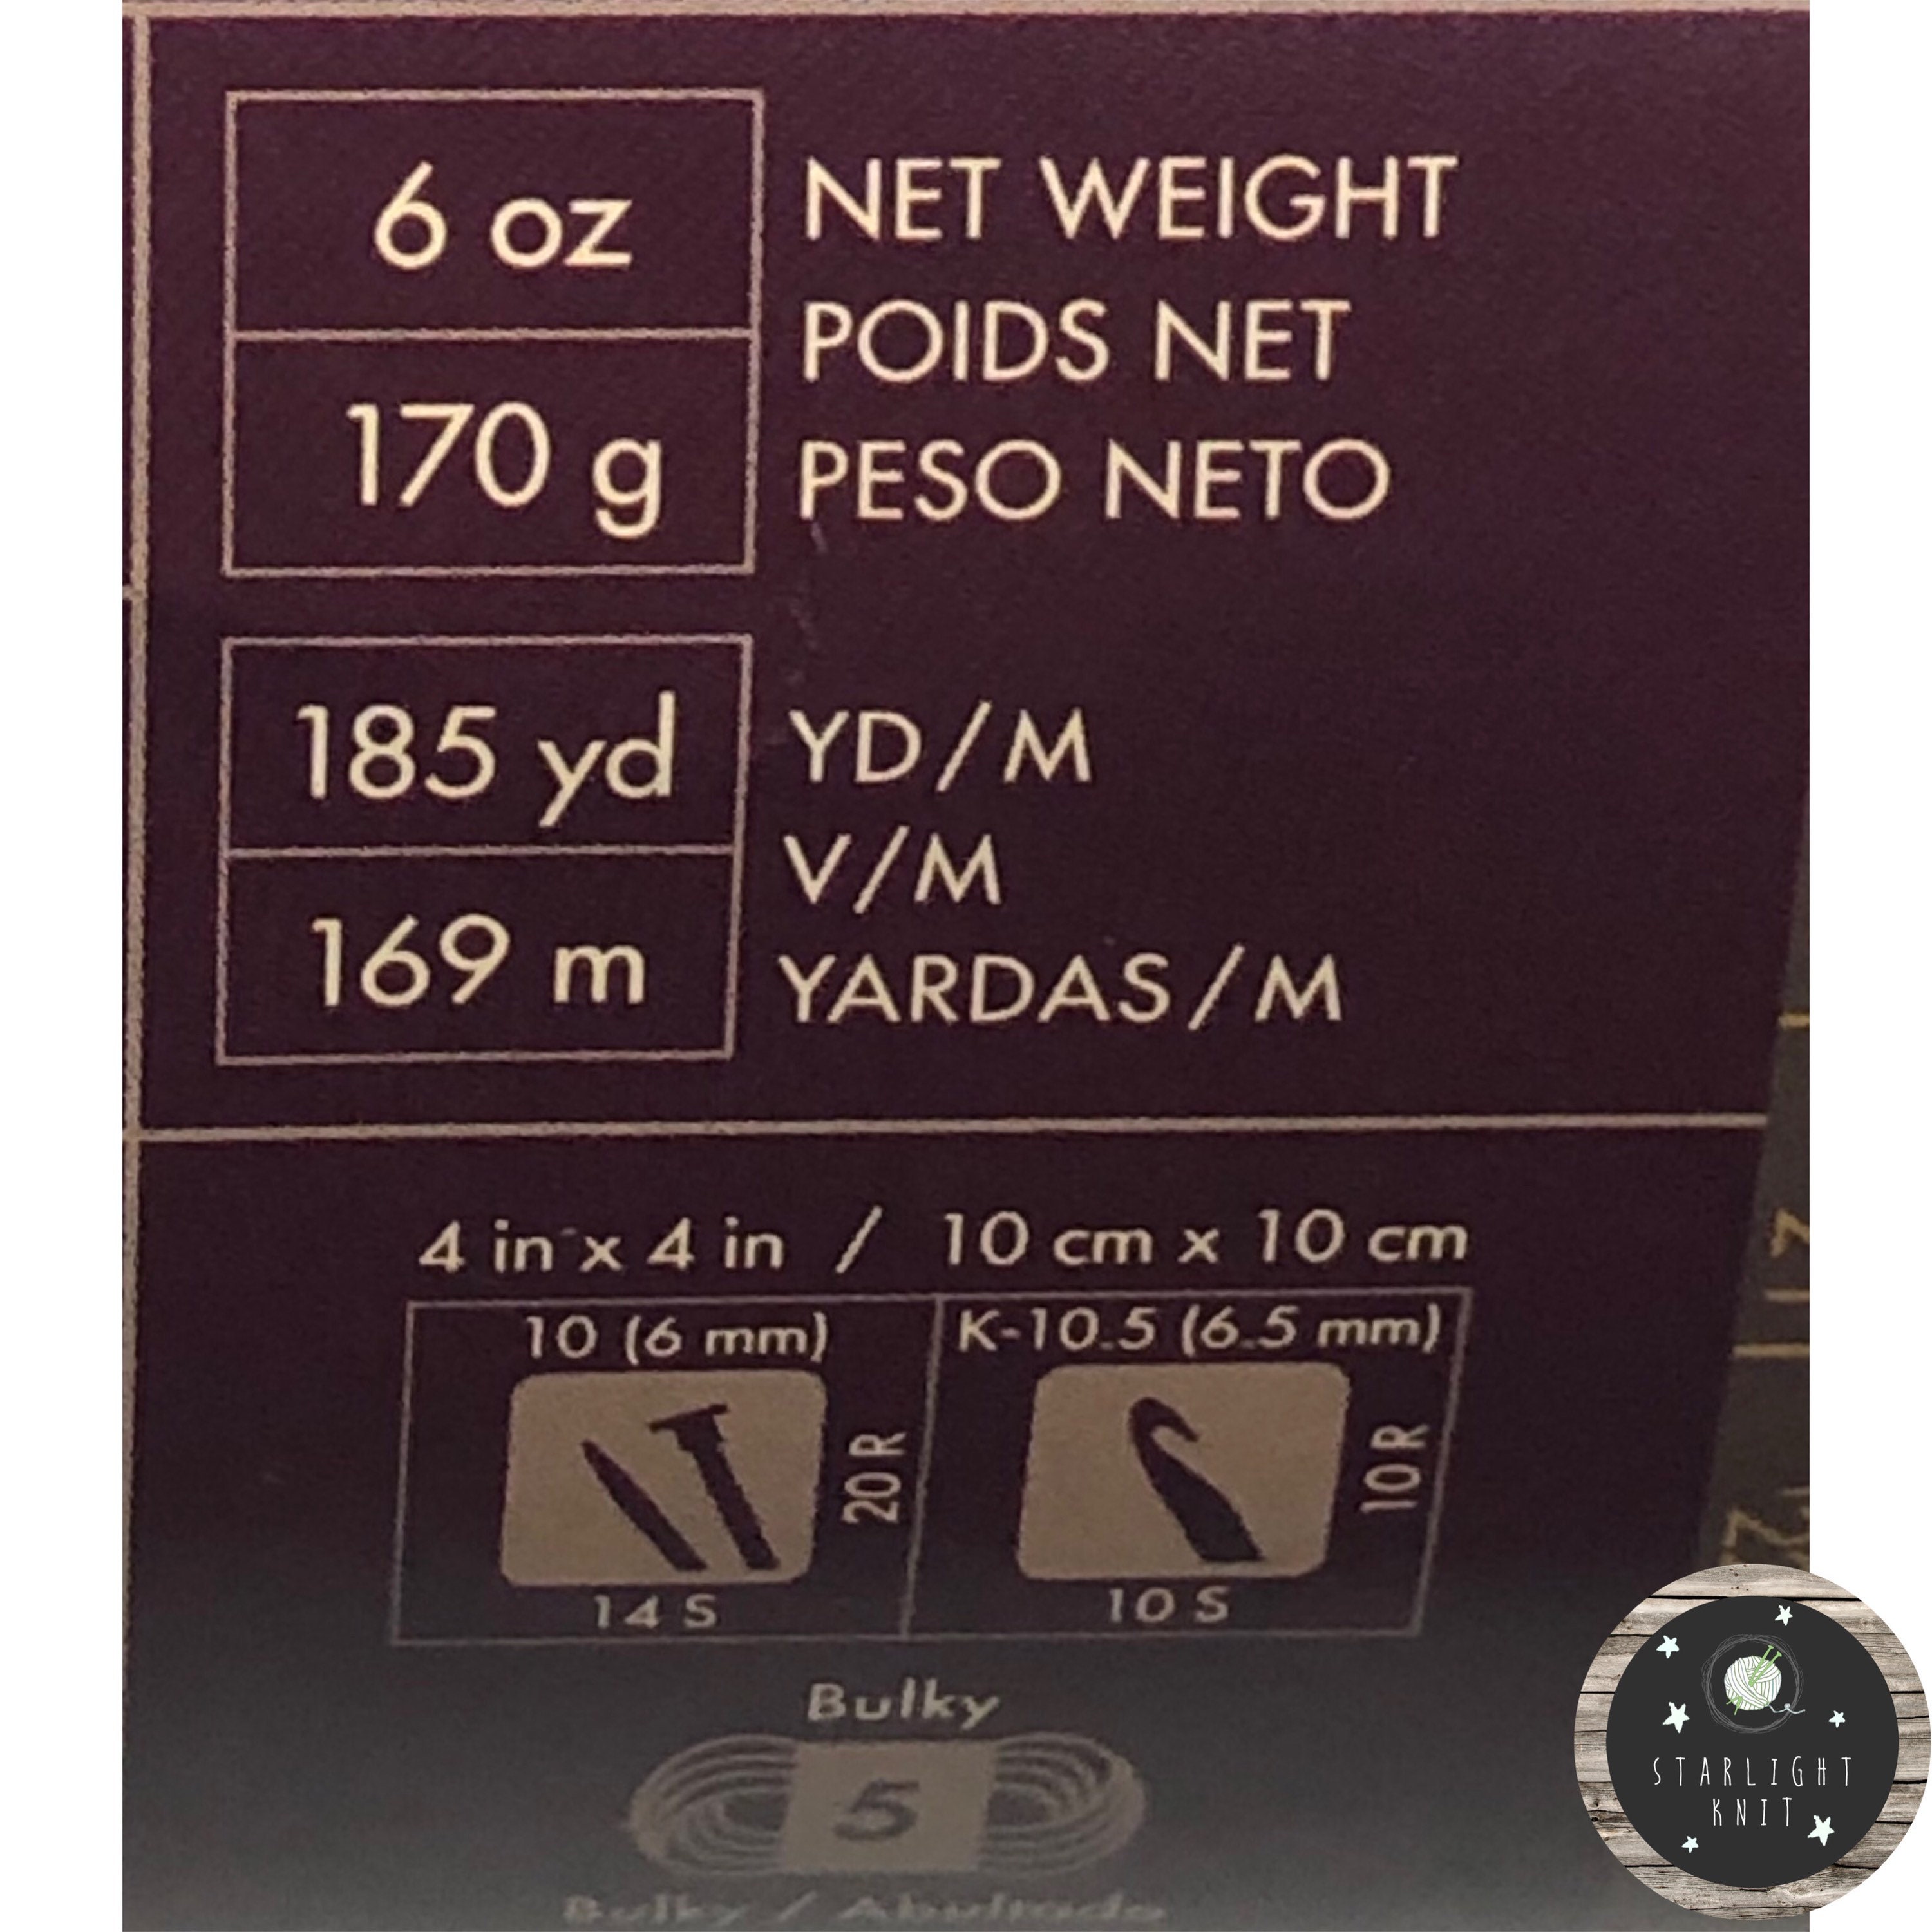 6 oz
170 g
NET WEIGHT
POIDS NET
PESO NETO
185 yd
169 m
YD/M
V/M
YARDAS/M
4 in x 4 in / 10 cm x 10 cm
10 (6 mm)
20 R
14 S
K-10.5 (6.5 mm)
10 R
10 S
Bulky
5
Bulky / Abultado
STARLIGHT
KNIT